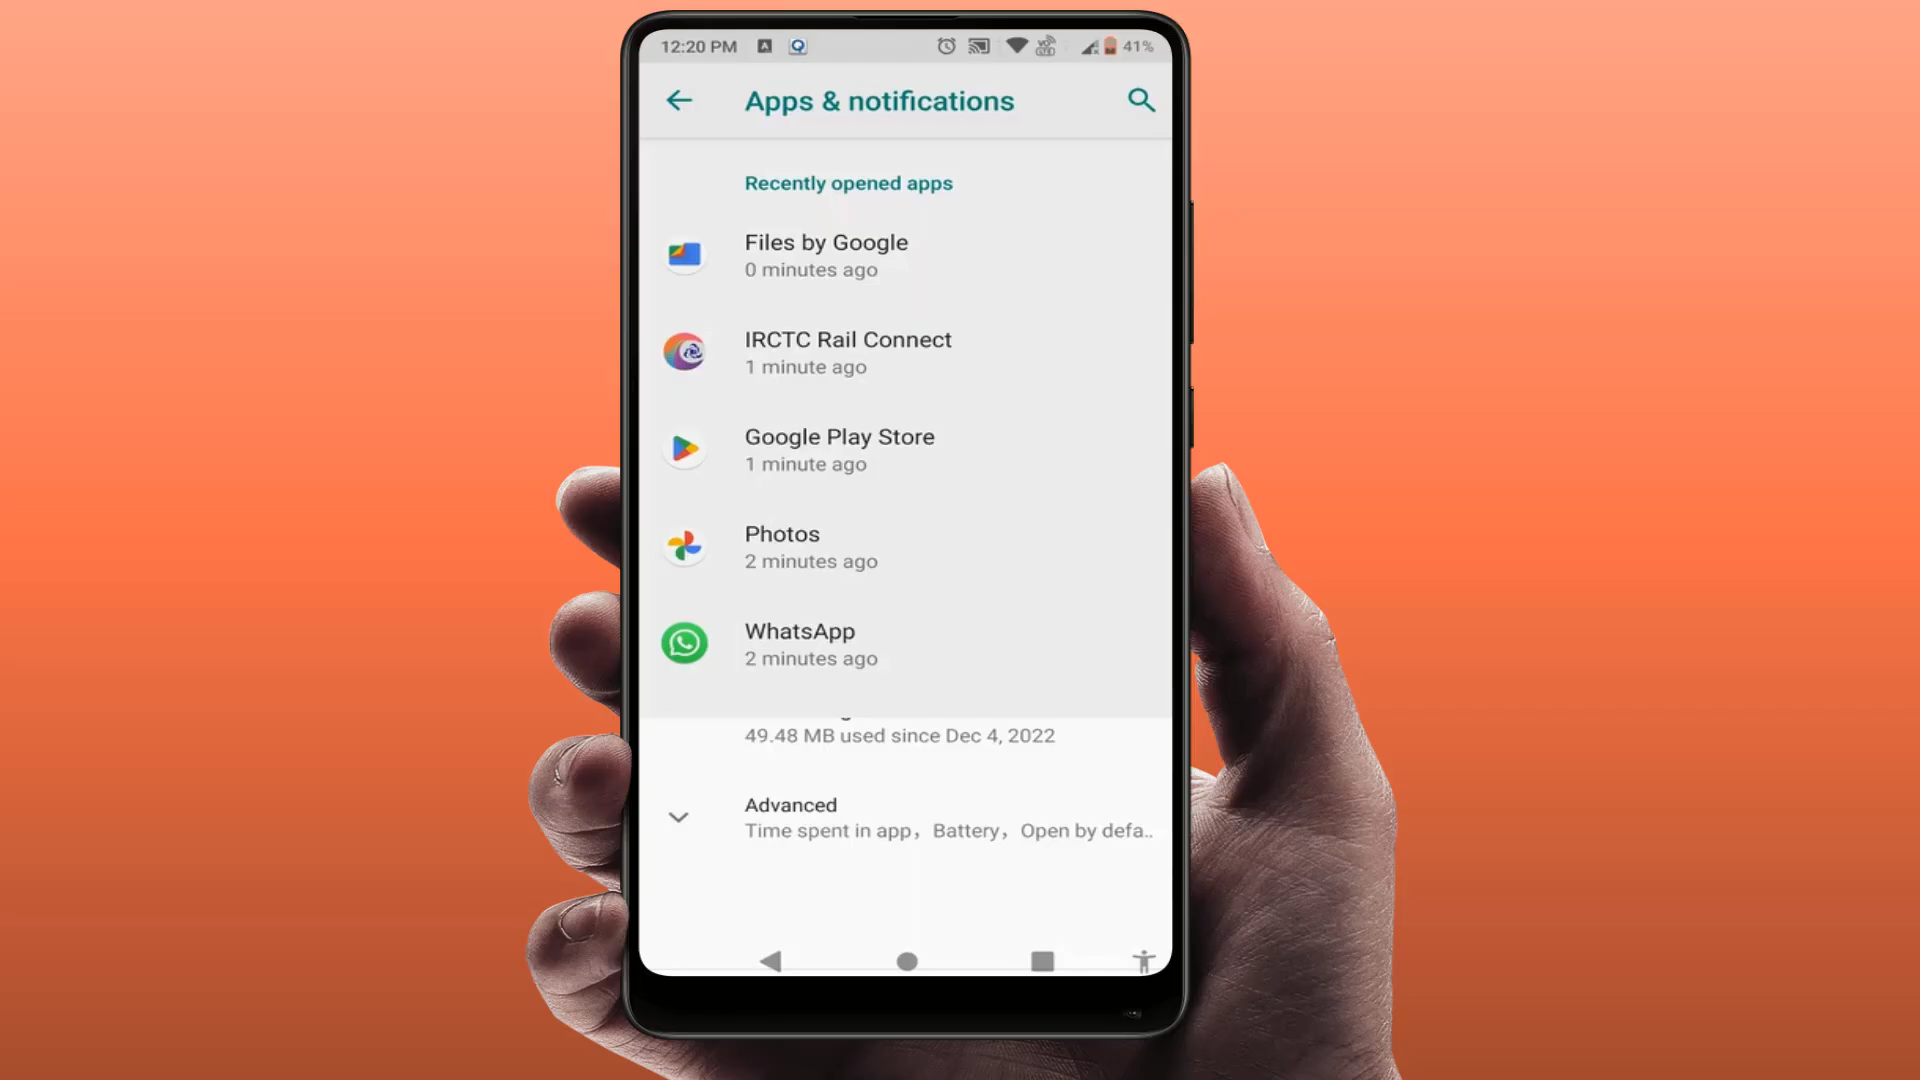 12:20 PM
41%
Apps & notifications
Recently opened apps
Files by Google
0 minutes ago
IRCTC Rail Connect
1 minute ago
Google Play Store
1 minute ago
Photos
2 minutes ago
WhatsApp
2 minutes ago
49.48 MB used since Dec 4, 2022
Advanced
Time spent in app, Battery, Open by defa..